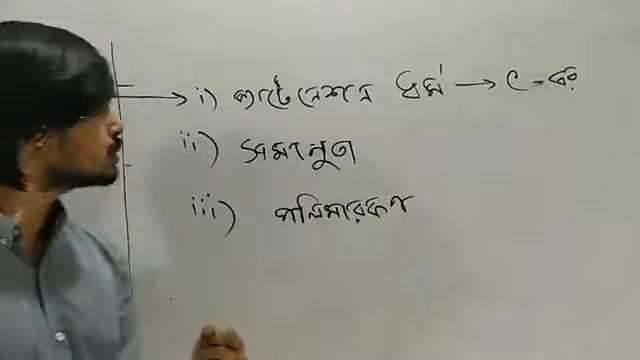 i) ক্যাটেনেশন ধর্ম → C - এর
ii) সমানুতা
iii) পলিমারকরণ